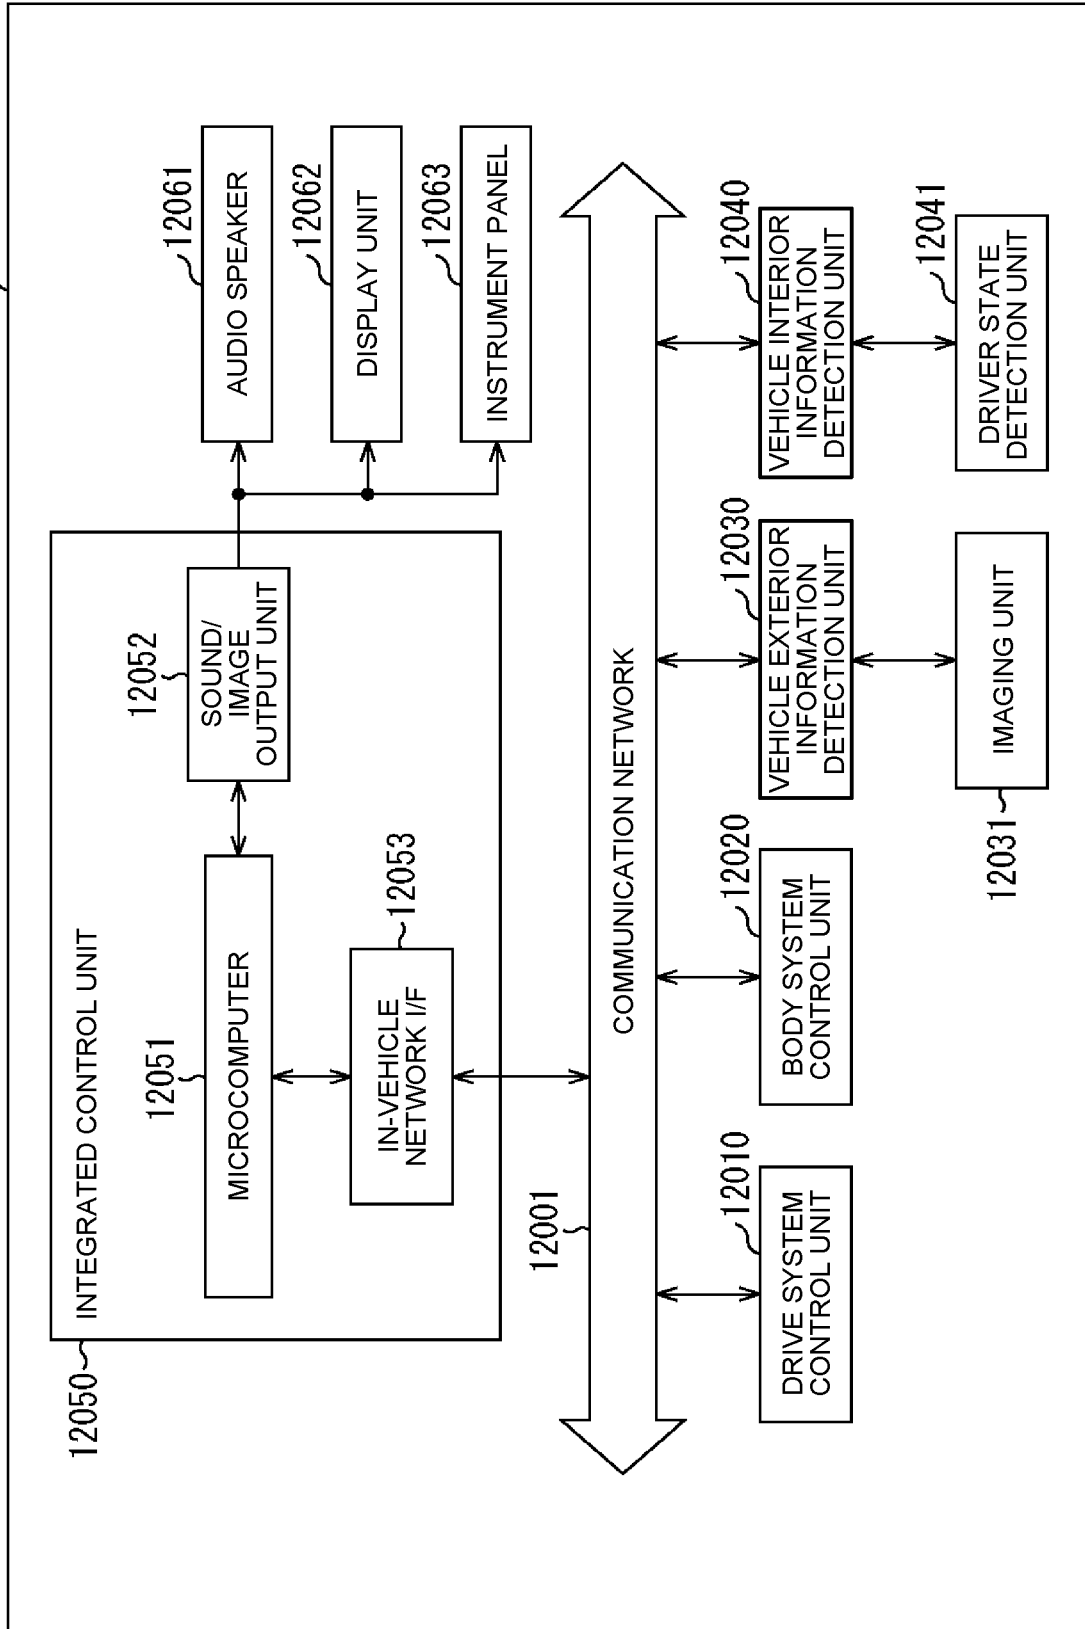 12050
INTEGRATED CONTROL UNIT
12051
MICROCOMPUTER
12052
SOUND/
IMAGE
OUTPUT UNIT
12053
IN-VEHICLE
NETWORK I/F
12061
AUDIO SPEAKER
12062
DISPLAY UNIT
12063
INSTRUMENT PANEL
12001
COMMUNICATION NETWORK
12010
DRIVE SYSTEM
CONTROL UNIT
12020
BODY SYSTEM
CONTROL UNIT
12030
VEHICLE EXTERIOR
INFORMATION
DETECTION UNIT
12040
VEHICLE INTERIOR
INFORMATION
DETECTION UNIT
12031
IMAGING UNIT
12041
DRIVER STATE
DETECTION UNIT